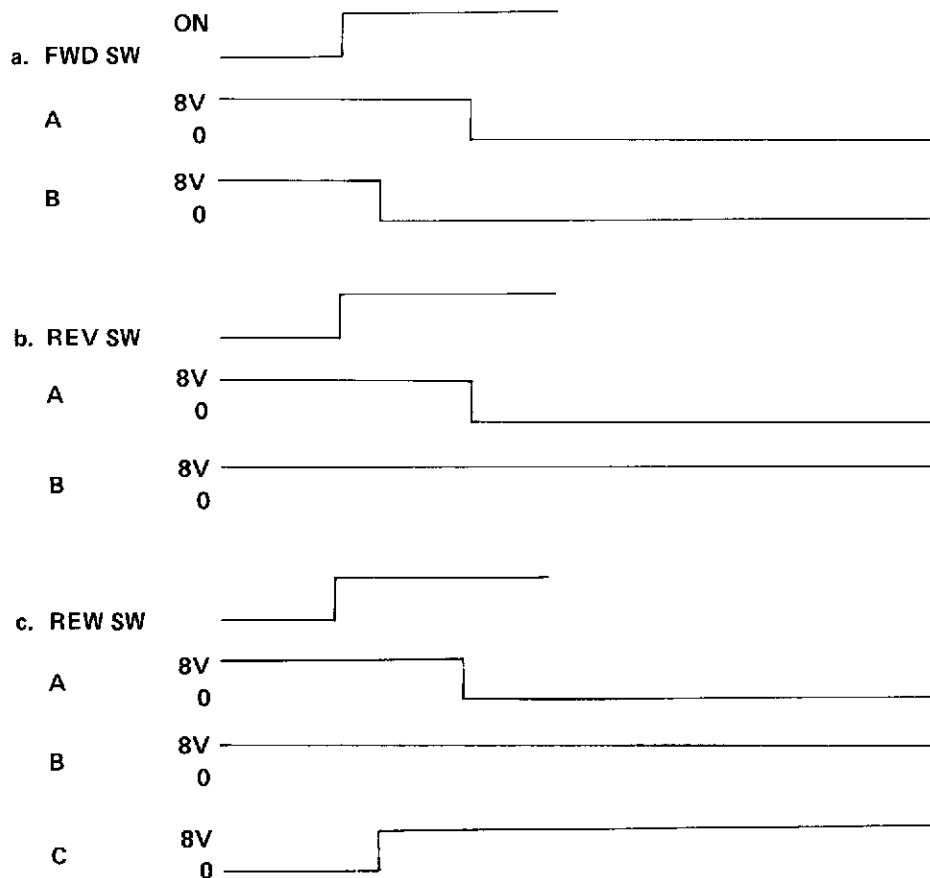 ON
a. FWD SW
A 8V
0
B 8V
0
b. REV SW
A 8V
0
B 8V
0
c. REW SW
A 8V
0
B 8V
0
C 8V
0